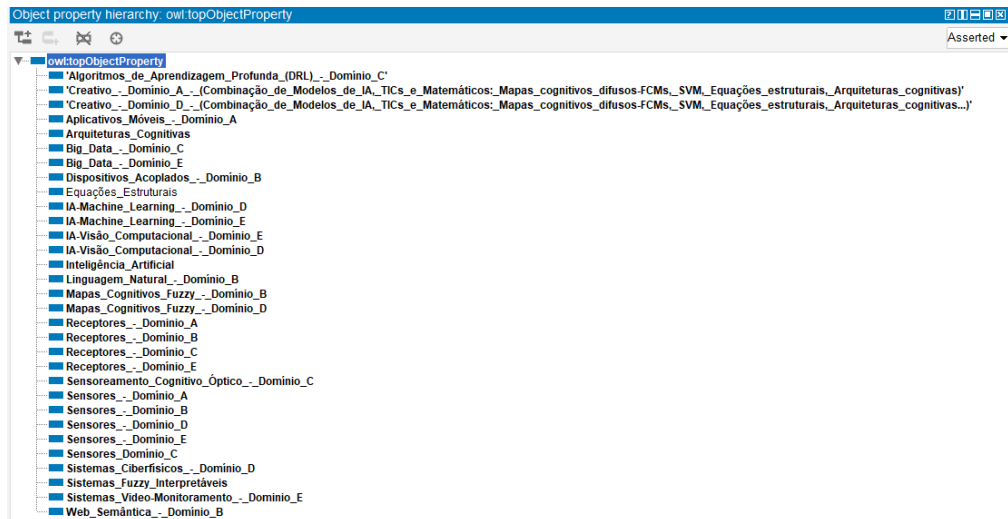 Object property hierarchy: owl:topObjectProperty
Asserted
owl:topObjectProperty
'Algoritmos_de_Aprendizagem_Profunda_(DRL)_-_Domínio_C'
'Creativo_-_Domínio_A_-_(Combinação_de_Modelos_de_IA,_TICs_e_Matemáticos:_Mapas_cognitivos_difusos-FCMs,_SVM,_Equações_estruturais,_Arquiteturas_cognitivas)'
'Creativo_-_Domínio_D_-_(Combinação_de_Modelos_de_IA,_TICs_e_Matemáticos:_Mapas_cognitivos_difusos-FCMs,_SVM,_Equações_estruturais,_Arquiteturas_cognitivas...)'
Aplicativos_Móveis_-_Domínio_A
Arquiteturas_Cognitivas
Big_Data_-_Domínio_C
Big_Data_-_Domínio_E
Dispositivos_Acoplados_-_Domínio_B
Equações_Estruturais
IA-Machine_Learning_-_Domínio_D
IA-Machine_Learning_-_Domínio_E
IA-Visão_Computacional_-_Domínio_E
IA-Visão_Computacional_-_Domínio_D
Inteligência_Artificial
Linguagem_Natural_-_Domínio_B
Mapas_Cognitivos_Fuzzy_-_Domínio_B
Mapas_Cognitivos_Fuzzy_-_Domínio_D
Receptores_-_Domínio_A
Receptores_-_Domínio_B
Receptores_-_Domínio_C
Receptores_-_Domínio_E
Sensoreamento_Cognitivo_Óptico_-_Domínio_C
Sensores_-_Domínio_A
Sensores_-_Domínio_B
Sensores_-_Domínio_D
Sensores_-_Domínio_E
Sensores_Domínio_C
Sistemas_Ciberfísicos_-_Domínio_D
Sistemas_Fuzzy_Interpretáveis
Sistemas_Video-Monitoramento_-_Domínio_E
Web_Semântica_-_Domínio_B